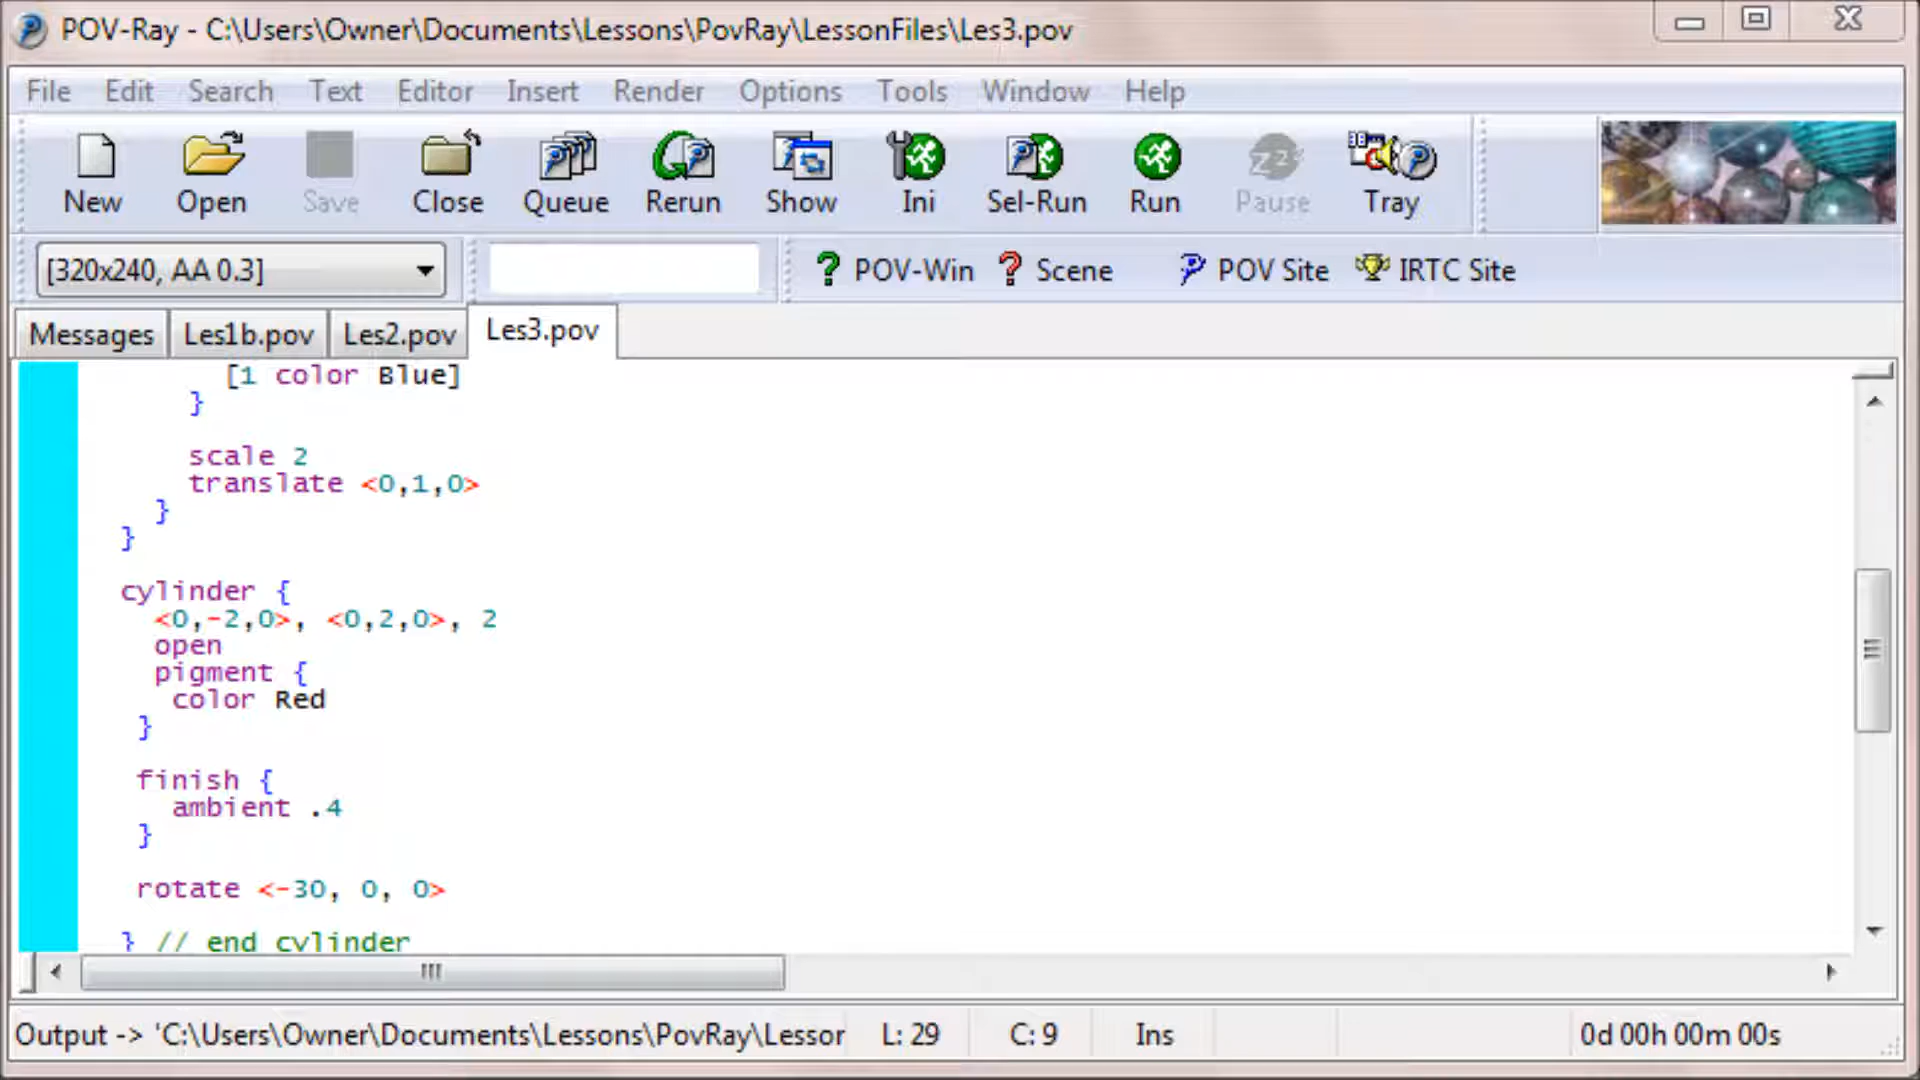 POV-Ray - C:\Users\Owner\Documents\Lessons\PovRay\LessonFiles\Les3.pov
File Edit Search Text Editor Insert Render Options Tools Window Help
New Open Save Close Queue Rerun Show Ini Sel-Run Run Pause Tray
[320x240, AA 0.3] POV-Win Scene POV Site IRTC Site
Messages Les1b.pov Les2.pov Les3.pov
[1 color Blue]
}
scale 2
translate <0,1,0>
}
}
cylinder {
<0,-2,0>, <0,2,0>, 2
open
pigment {
color Red
}
finish {
ambient .4
}
rotate <-30, 0, 0>
} // end cylinder
Output -> 'C:\Users\Owner\Documents\Lessons\PovRay\Lessor L: 29 C: 9 Ins 0d 00h 00m 00s